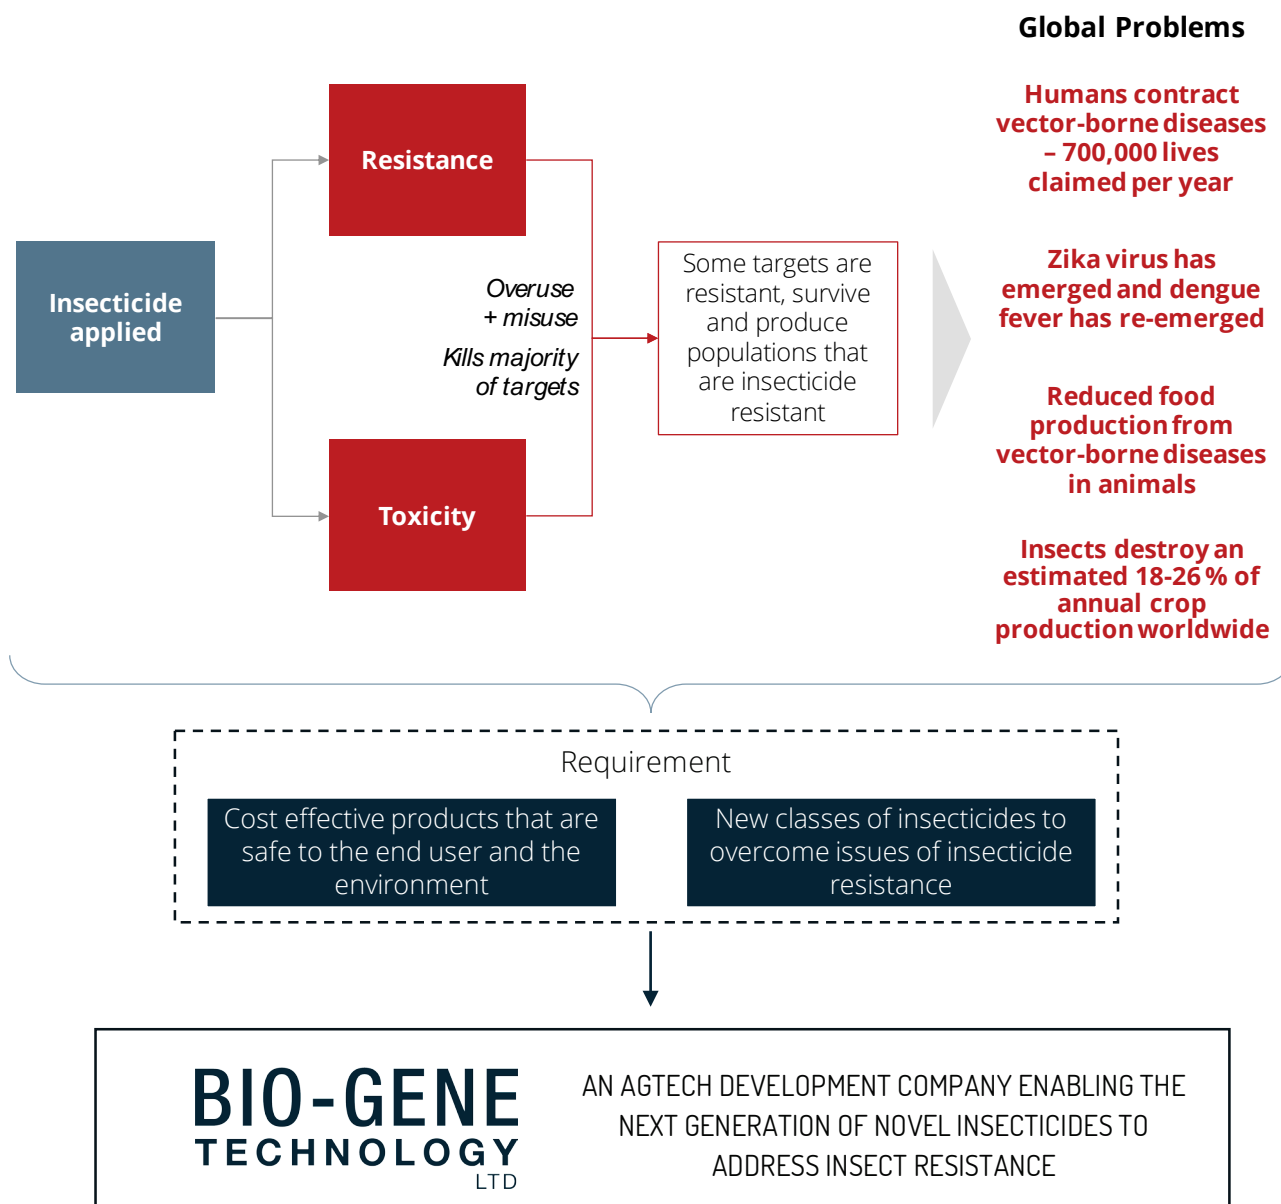 Global Problems
Humans contract
vector-borne diseases
– 700,000 lives
claimed per year
Resistance
Insecticide
applied
Overuse
+ misuse
Kills majority
of targets
Some targets are
resistant, survive
and produce
populations that
are insecticide
resistant
Zika virus has
emerged and dengue
fever has re-emerged
Reduced food
production from
vector-borne diseases
in animals
Toxicity
Insects destroy an
estimated 18-26 % of
annual crop
production worldwide
Requirement
Cost effective products that are
safe to the end user and the
environment
New classes of insecticides to
overcome issues of insecticide
resistance
BIO-GENE
TECHNOLOGY
LTD
AN AGTECH DEVELOPMENT COMPANY ENABLING THE
NEXT GENERATION OF NOVEL INSECTICIDES TO
ADDRESS INSECT RESISTANCE